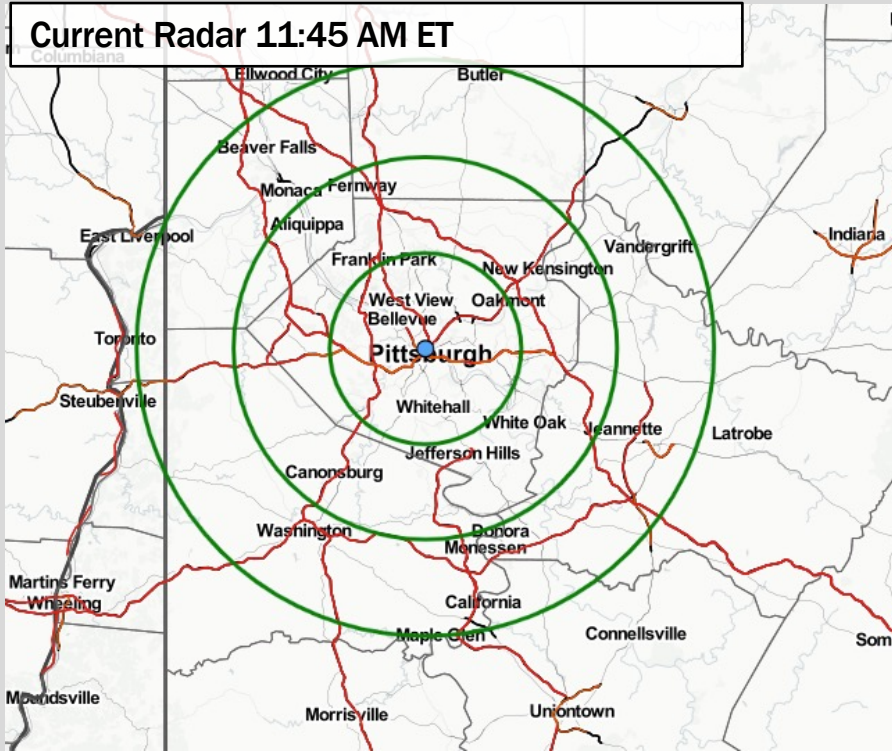 Current Radar 11:45 AM ET
Columbiana
Ellwood City
Butler
Beaver Falls
Monaca
Fernway
Aliquippa
East Liverpool
Indiana
Vandergrift
Franklin Park
New Kensington
West View
Oakmont
Bellevue
Toronto
Pittsburgh
Steubenville
Whitehall
White Oak
Jeannette
Latrobe
Jefferson Hills
Canonsburg
Washington
Donora
Monessen
Martins Ferry
Wheeling
California
Maple Glen
Connellsville
Som
Moundsville
Morrisville
Uniontown